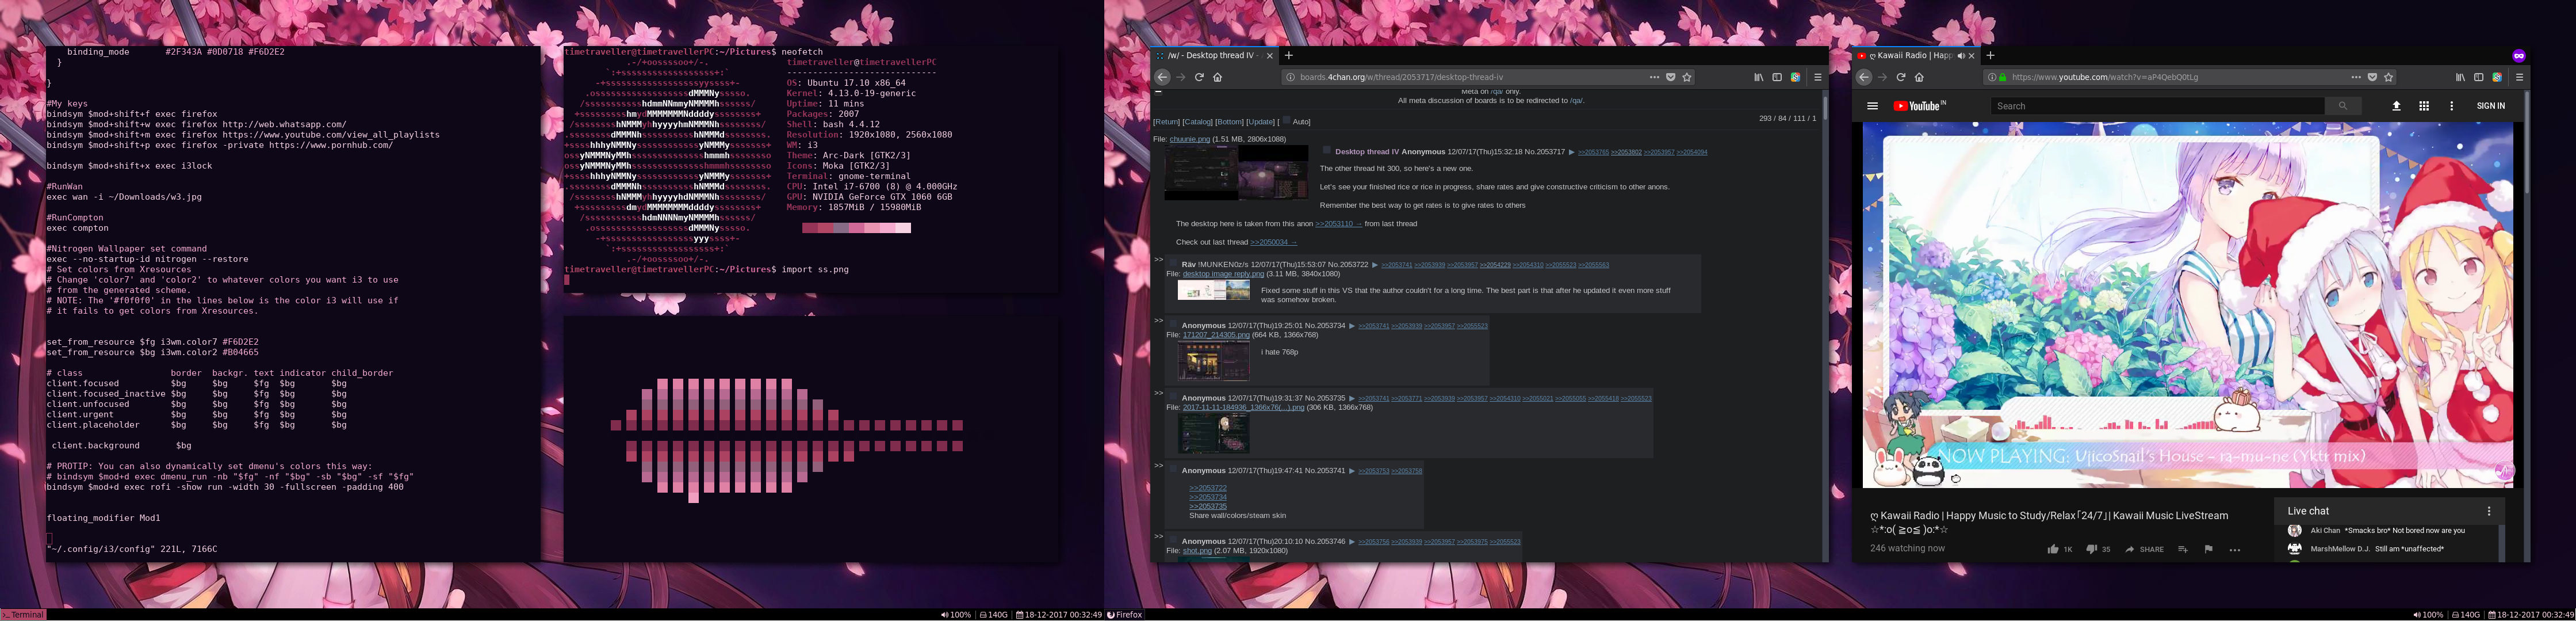 binding_mode #2F343A #0D0718 #F6D2E2
}
}
#My keys
bindsym $mod+shift+f exec firefox
bindsym $mod+shift+w exec firefox http://web.whatsapp.com/
bindsym $mod+shift+m exec firefox https://www.youtube.com/view_all_playlists
bindsym $mod+shift+p exec firefox -private https://www.pornhub.com/
bindsym $mod+shift+x exec i3lock
#RunWan
exec wan -i ~/Downloads/w3.jpg
#RunCompton
exec compton
#Nitrogen Wallpaper set command
exec --no-startup-id nitrogen --restore
# Set colors from Xresources
# Change 'color7' and 'color2' to whatever colors you want i3 to use
# from the generated scheme.
# NOTE: The '#f0f0f0' in the lines below is the color i3 will use if
# it fails to get colors from Xresources.
set_from_resource $fg i3wm.color7 #F6D2E2
set_from_resource $bg i3wm.color2 #B04665
# class border backgr. text indicator child_border
client.focused $bg $bg $fg $bg $bg
client.focused_inactive $bg $bg $fg $bg $bg
client.unfocused $bg $bg $fg $bg $bg
client.urgent $bg $bg $fg $bg $bg
client.placeholder $bg $bg $fg $bg $bg
client.background $bg
# PROTIP: You can also dynamically set dmenu's colors this way:
# bindsym $mod+d exec dmenu_run -nb "$fg" -nf "$bg" -sb "$bg" -sf "$fg"
bindsym $mod+d exec rofi -show run -width 30 -fullscreen -padding 400
floating_modifier Mod1
"~/.config/i3/config" 221L, 7166C
timetraveller@timetravellerPC:~/Pictures$ neofetch
timetraveller@timetravellerPC
-----------------------------
OS: Ubuntu 17.10 x86_64
Kernel: 4.13.0-19-generic
Uptime: 11 mins
Packages: 2007
Shell: bash 4.4.12
Resolution: 1920x1080, 2560x1080
WM: i3
Theme: Arc-Dark [GTK2/3]
Icons: Moka [GTK2/3]
Terminal: gnome-terminal
CPU: Intel i7-6700 (8) @ 4.000GHz
GPU: NVIDIA GeForce GTX 1060 6GB
Memory: 1857MiB / 15980MiB
timetraveller@timetravellerPC:~/Pictures$ import ss.png
Terminal
100% | 140G | 18-12-2017 00:32:49
/w/ - Desktop thread IV -
boards.4chan.org/w/thread/2053717/desktop-thread-iv
Meta on /qa/ only.
All meta discussion of boards is to be redirected to /qa/.
[Return] [Catalog] [Bottom] [Update] [ Auto]
293 / 84 / 111 / 1
File: chuunie.png (1.51 MB, 2806x1088)
Desktop thread IV Anonymous 12/07/17(Thu)15:32:18 No.2053717 ▶ >>2053765 >>2053802 >>2053957 >>2054094
The other thread hit 300, so here's a new one.
Let's see your finished rice or rice in progress, share rates and give constructive criticism to other anons.
Remember the best way to get rates is to give rates to others
The desktop here is taken from this anon >>2053110 → from last thread
Check out last thread >>2050034 →
>> Räv !MUNKEN0z/s 12/07/17(Thu)15:53:07 No.2053722 ▶ >>2053741 >>2053939 >>2053957 >>2054229 >>2054310 >>2055523 >>2055563
File: desktop image reply.png (3.11 MB, 3840x1080)
Fixed some stuff in this VS that the author couldn't for a long time. The best part is that after he updated it even more stuff
was somehow broken.
>> Anonymous 12/07/17(Thu)19:25:01 No.2053734 ▶ >>2053741 >>2053939 >>2053957 >>2055523
File: 171207_214305.png (664 KB, 1366x768)
i hate 768p
>> Anonymous 12/07/17(Thu)19:31:37 No.2053735 ▶ >>2053741 >>2053771 >>2053939 >>2053957 >>2054310 >>2055021 >>2055055 >>2055418 >>2055523
File: 2017-11-11-184936_1366x76(...).png (306 KB, 1366x768)
>> Anonymous 12/07/17(Thu)19:47:41 No.2053741 ▶ >>2053753 >>2053758
>>2053722
>>2053734
>>2053735
Share wall/colors/steam skin
>> Anonymous 12/07/17(Thu)20:10:10 No.2053746 ▶ >>2053756 >>2053939 >>2053957 >>2053975 >>2055523
File: shot.png (2.07 MB, 1920x1080)
Firefox
ღ Kawaii Radio | Happ
https://www.youtube.com/watch?v=aP4QebQ0tLg
YouTube IN
Search
SIGN IN
NOW PLAYING: UjicoSnail's House - ra-mu-ne (Yktr mix)
ღ Kawaii Radio | Happy Music to Study/Relax「24/7」| Kawaii Music LiveStream
☆*:o( ≧o≦ )o:*☆
246 watching now
1K 35 SHARE
Live chat
Aki Chan *Smacks bro* Not bored now are you
MarshMellow D.J. Still am *unaffected*
100% | 140G | 18-12-2017 00:32:49